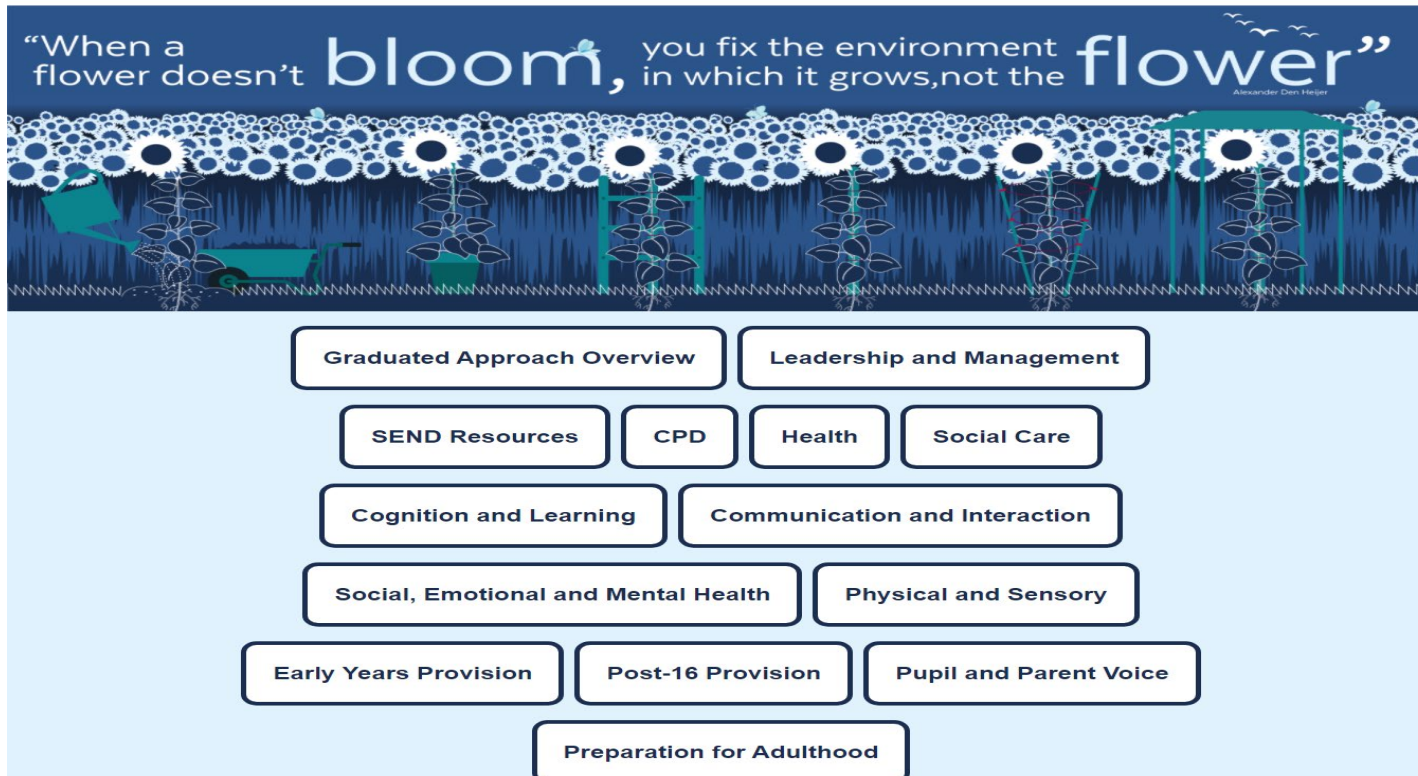 “When a flower doesn’t bloom, you fix the environment in which it grows,not the flower”
Alexander Den Heijer
Graduated Approach Overview
Leadership and Management
SEND Resources
CPD
Health
Social Care
Cognition and Learning
Communication and Interaction
Social, Emotional and Mental Health
Physical and Sensory
Early Years Provision
Post-16 Provision
Pupil and Parent Voice
Preparation for Adulthood